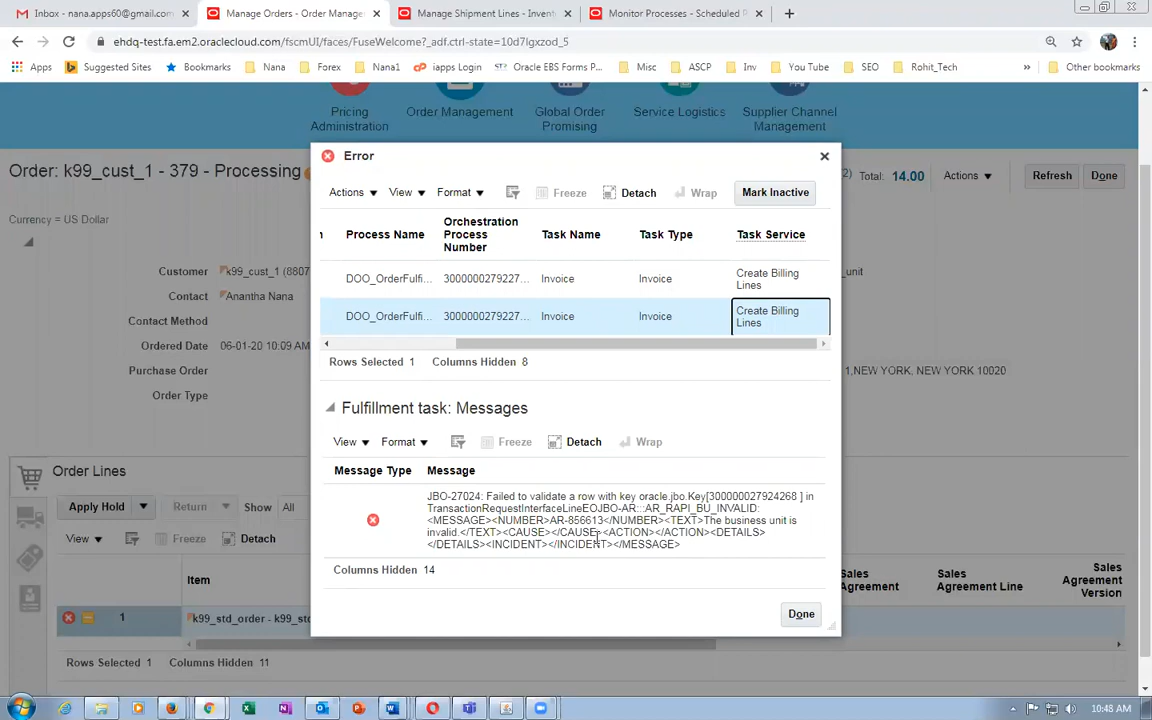 Inbox - nana.apps60@gmail.com
Manage Orders - Order Manage
Manage Shipment Lines - Invent
Monitor Processes - Scheduled P
ehdq-test.fa.em2.oraclecloud.com/fscmUI/faces/FuseWelcome?_adf.ctrl-state=10d7lgxzod_5
Apps Suggested Sites Bookmarks Nana Forex Nana1 iapps Login Oracle EBS Forms P... Misc ASCP Inv You Tube SEO Rohit_Tech » Other bookmarks
Pricing Administration
Order Management
Global Order Promising
Service Logistics
Supplier Channel Management
Order: k99_cust_1 - 379 - Processing
Total: 14.00 Actions Refresh Done
Currency = US Dollar
Customer k99_cust_1 (8807
Contact Anantha Nana
Contact Method
Ordered Date 06-01-20 10:09 AM
Purchase Order
Order Type
_unit
1,NEW YORK, NEW YORK 10020
Error
Actions View Format Freeze Detach Wrap Mark Inactive
Process Name
Orchestration Process Number
Task Name
Task Type
Task Service
DOO_OrderFulfi... 3000000279227... Invoice Invoice Create Billing Lines
DOO_OrderFulfi... 3000000279227... Invoice Invoice Create Billing Lines
Rows Selected 1 Columns Hidden 8
Fulfillment task: Messages
View Format Freeze Detach Wrap
Message Type Message
JBO-27024: Failed to validate a row with key oracle.jbo.Key[300000027924268 ] in
TransactionRequestInterfaceLineEOJBO-AR:::AR_RAPI_BU_INVALID:
<MESSAGE><NUMBER>AR-856613</NUMBER><TEXT>The business unit is
invalid.</TEXT><CAUSE></CAUSE><ACTION></ACTION><DETAILS>
</DETAILS><INCIDENT></INCIDENT></MESSAGE>
Columns Hidden 14
Done
Order Lines
Apply Hold Return Show All
View Freeze Detach
Item
Sales Agreement
Sales Agreement Line
Sales Agreement Version
1 k99_std_order - k99_std
Rows Selected 1 Columns Hidden 11
10:48 AM